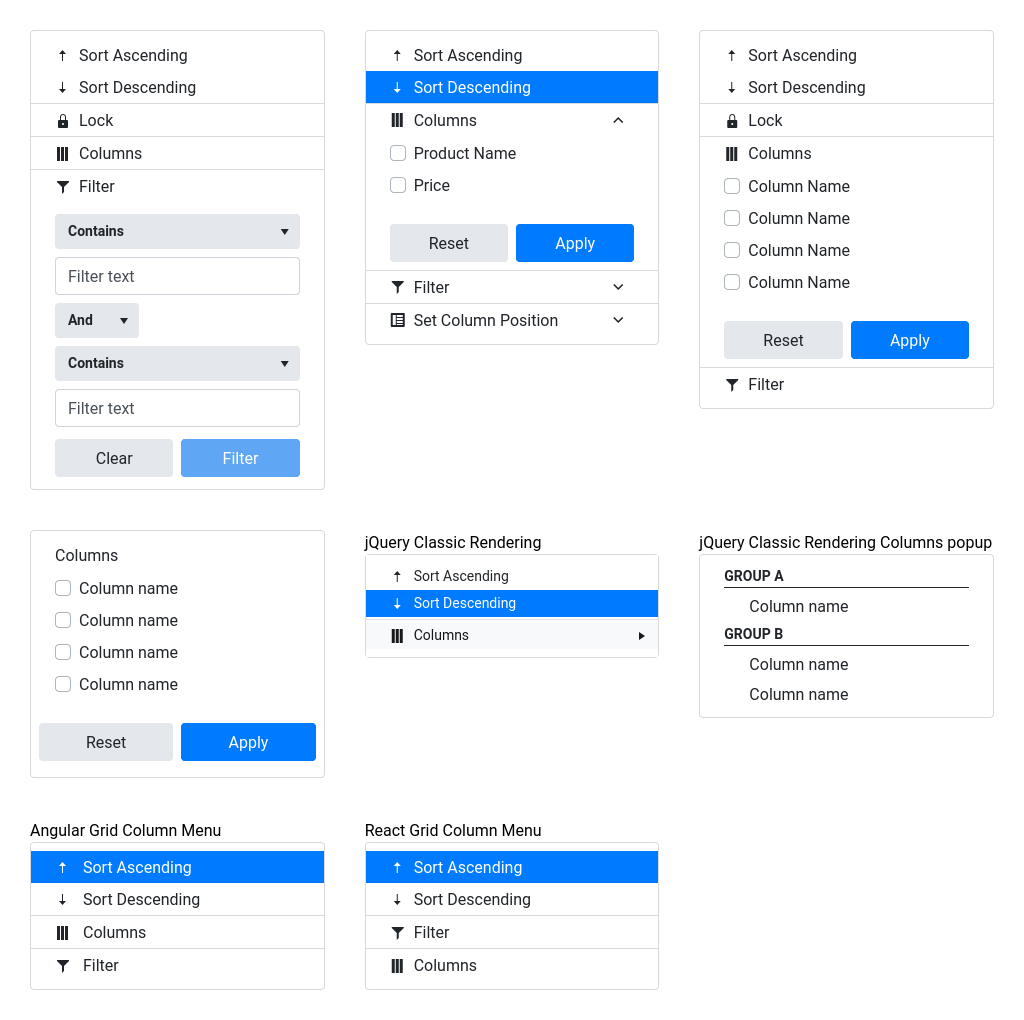 Sort Ascending
Sort Descending
Lock
Columns
Filter
Contains
Filter text
And
Contains
Filter text
Clear Filter
Sort Ascending
Sort Descending
Columns
Product Name
Price
Reset Apply
Filter
Set Column Position
Sort Ascending
Sort Descending
Lock
Columns
Column Name
Column Name
Column Name
Column Name
Reset Apply
Filter
Columns
Column name
Column name
Column name
Column name
Reset Apply
jQuery Classic Rendering
Sort Ascending
Sort Descending
Columns
jQuery Classic Rendering Columns popup
GROUP A
Column name
GROUP B
Column name
Column name
Angular Grid Column Menu
Sort Ascending
Sort Descending
Columns
Filter
React Grid Column Menu
Sort Ascending
Sort Descending
Filter
Columns